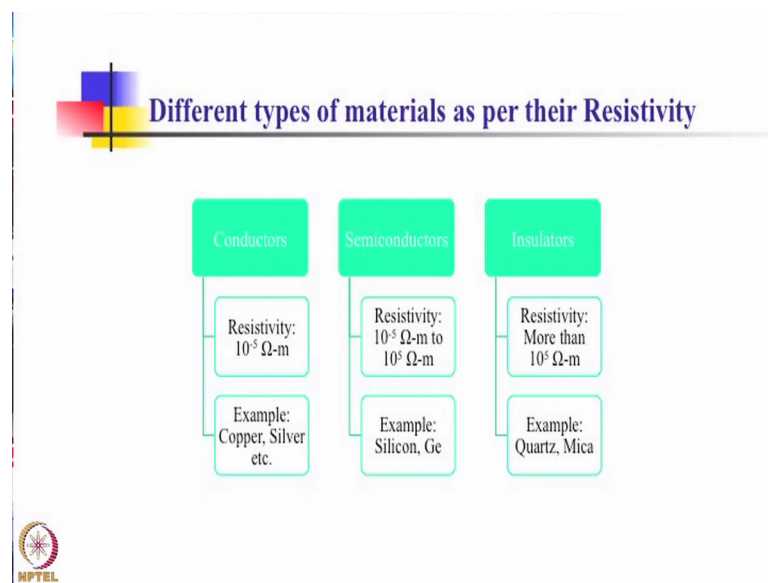 Different types of materials as per their Resistivity
Conductors
Resistivity:
10⁻⁵ Ω-m
Example:
Copper, Silver
etc.
Semiconductors
Resistivity:
10⁻⁵ Ω-m to
10⁵ Ω-m
Example:
Silicon, Ge
Insulators
Resistivity:
More than
10⁵ Ω-m
Example:
Quartz, Mica
NPTEL